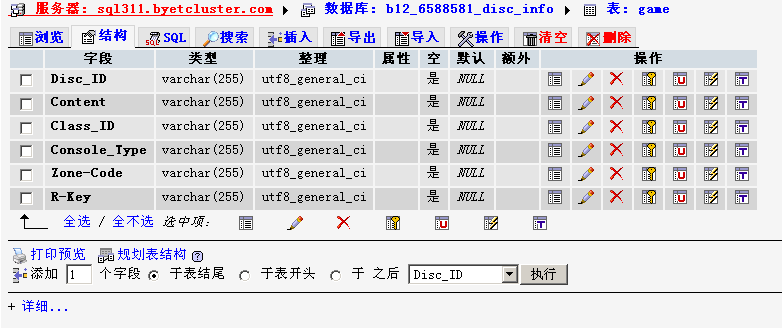 服务器: sql311.byetcluster.com ▶ 数据库: b12_6588581_disc_info ▶ 表: game
浏览 结构 SQL 搜索 插入 导出 导入 操作 清空 删除
字段 类型 整理 属性 空 默认 额外 操作
Disc_ID varchar(255) utf8_general_ci 是 NULL
Content varchar(255) utf8_general_ci 是 NULL
Class_ID varchar(255) utf8_general_ci 是 NULL
Console_Type varchar(255) utf8_general_ci 是 NULL
Zone-Code varchar(255) utf8_general_ci 是 NULL
R-Key varchar(255) utf8_general_ci 是 NULL
全选 / 全不选 选中项:
打印预览 规划表结构
添加 1 个字段 于表结尾 于表开头 于 之后 Disc_ID 执行
+ 详细...